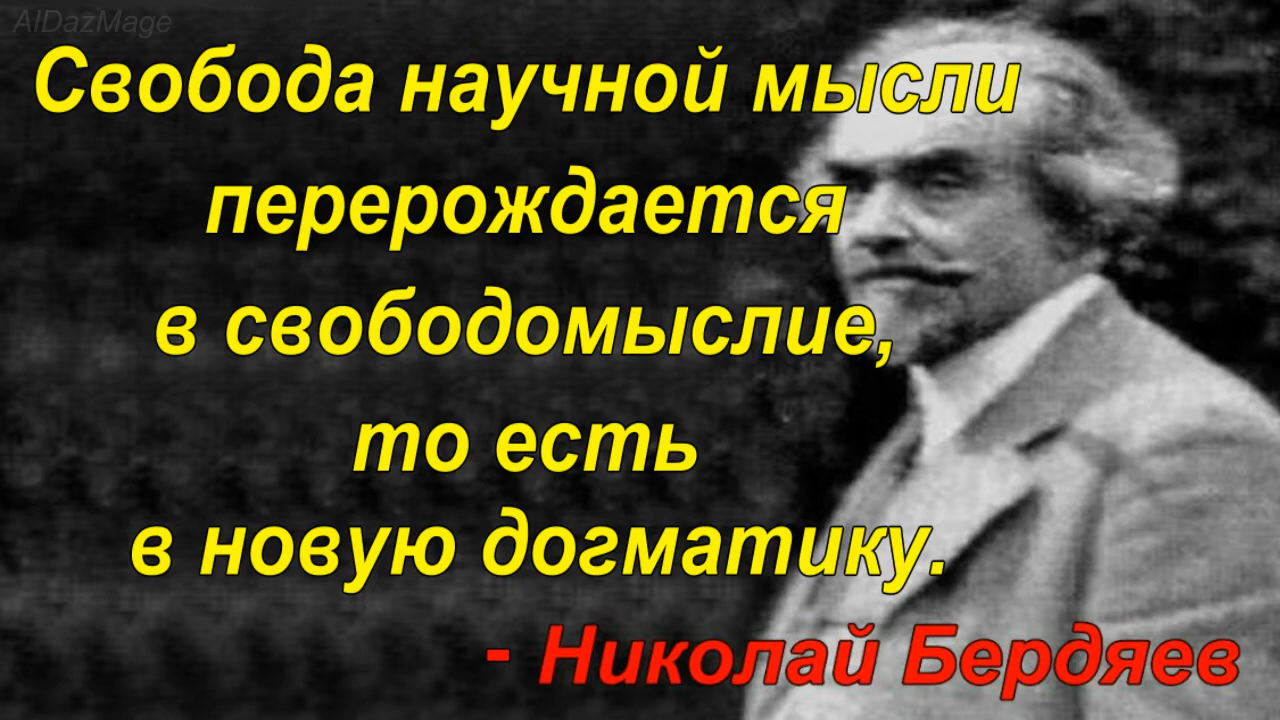 AlDazMage
Свобода научной мысли
перерождается
в свободомыслие,
то есть
в новую догматику.
- Николай Бердяев